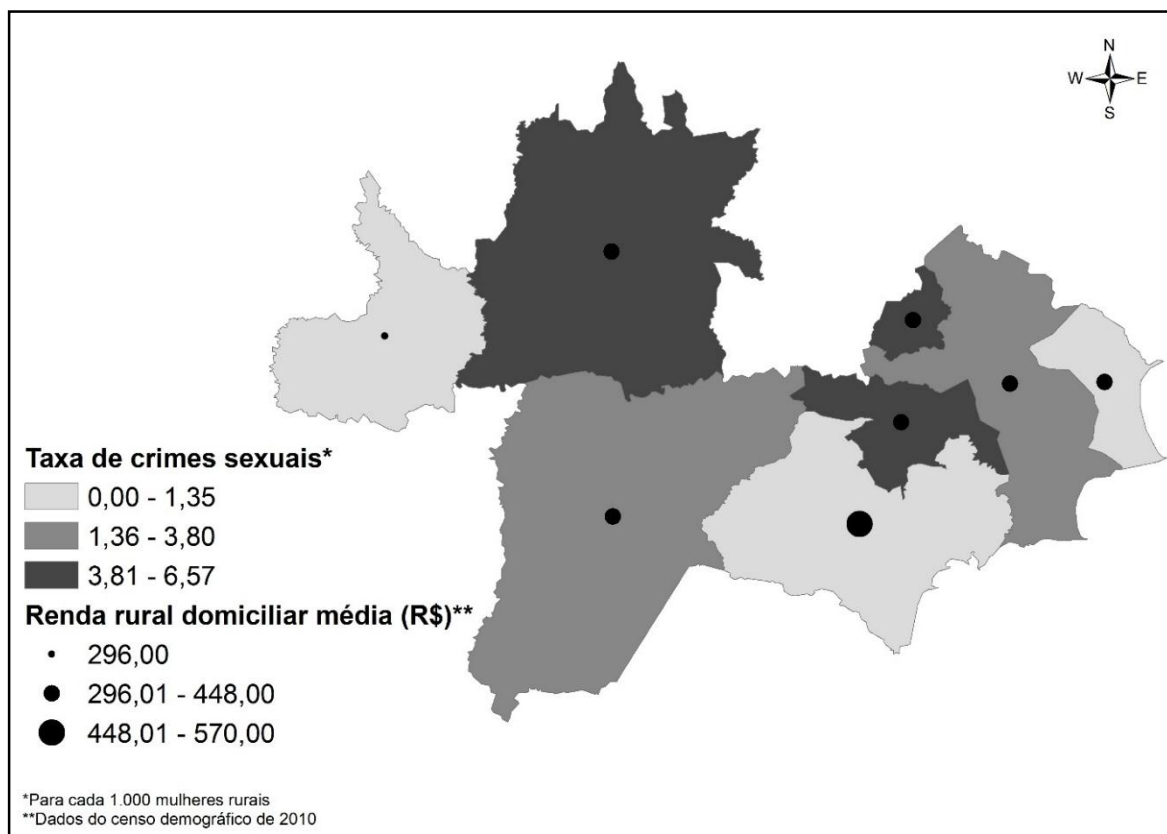 N
W E
S
Taxa de crimes sexuais*
0,00 - 1,35
1,36 - 3,80
3,81 - 6,57
Renda rural domiciliar média (R$)**
296,00
296,01 - 448,00
448,01 - 570,00
*Para cada 1.000 mulheres rurais
**Dados do censo demográfico de 2010